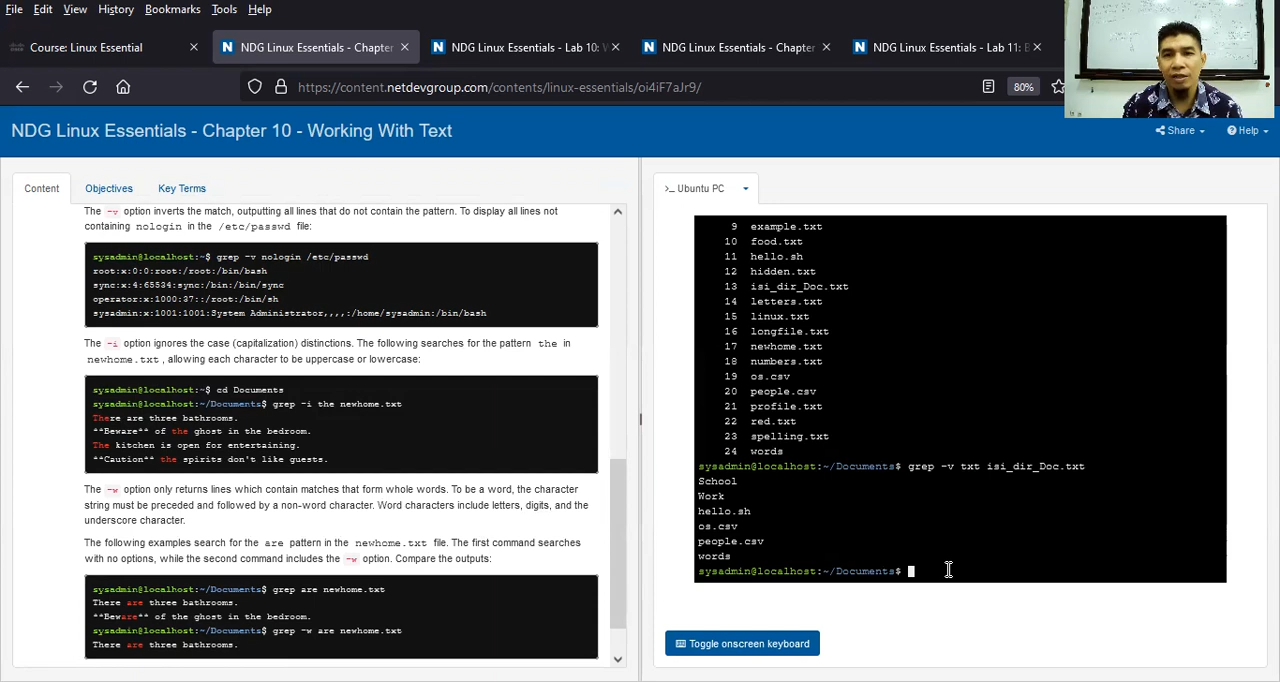 File Edit View History Bookmarks Tools Help
Course: Linux Essential
NDG Linux Essentials - Chapter
NDG Linux Essentials - Lab 10: W
NDG Linux Essentials - Chapter
NDG Linux Essentials - Lab 11: B
https://content.netdevgroup.com/contents/linux-essentials/oi4iF7aJr9/
80%
NDG Linux Essentials - Chapter 10 - Working With Text
Share
Help
Content Objectives Key Terms
The -v option inverts the match, outputting all lines that do not contain the pattern. To display all lines not
containing nologin in the /etc/passwd file:
sysadmin@localhost:~$ grep -v nologin /etc/passwd
root:x:0:0:root:/root:/bin/bash
sync:x:4:65534:sync:/bin:/bin/sync
operator:x:1000:37::/root:/bin/sh
sysadmin:x:1001:1001:System Administrator,,,,:/home/sysadmin:/bin/bash
The -i option ignores the case (capitalization) distinctions. The following searches for the pattern the in
newhome.txt, allowing each character to be uppercase or lowercase:
sysadmin@localhost:~$ cd Documents
sysadmin@localhost:~/Documents$ grep -i the newhome.txt
There are three bathrooms.
**Beware** of the ghost in the bedroom.
The kitchen is open for entertaining.
**Caution** the spirits don't like guests.
The -w option only returns lines which contain matches that form whole words. To be a word, the character
string must be preceded and followed by a non-word character. Word characters include letters, digits, and the
underscore character.
The following examples search for the are pattern in the newhome.txt file. The first command searches
with no options, while the second command includes the -w option. Compare the outputs:
sysadmin@localhost:~/Documents$ grep are newhome.txt
There are three bathrooms.
**Beware** of the ghost in the bedroom.
sysadmin@localhost:~/Documents$ grep -w are newhome.txt
There are three bathrooms.
>_ Ubuntu PC
9 example.txt
10 food.txt
11 hello.sh
12 hidden.txt
13 isi_dir_Doc.txt
14 letters.txt
15 linux.txt
16 longfile.txt
17 newhome.txt
18 numbers.txt
19 os.csv
20 people.csv
21 profile.txt
22 red.txt
23 spelling.txt
24 words
sysadmin@localhost:~/Documents$ grep -v txt isi_dir_Doc.txt
School
Work
hello.sh
os.csv
people.csv
words
sysadmin@localhost:~/Documents$
Toggle onscreen keyboard